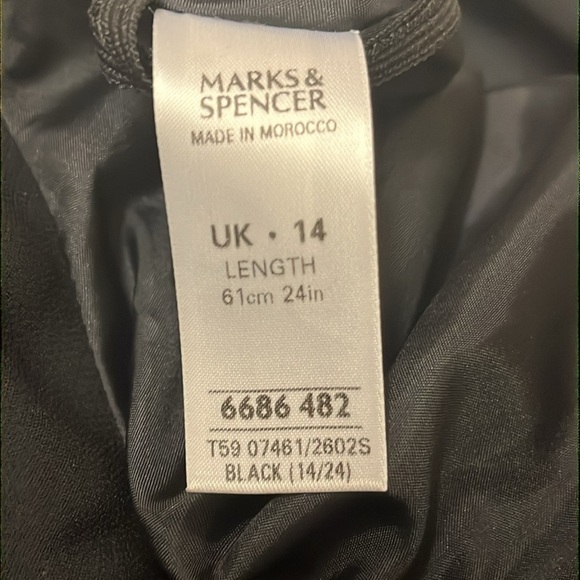 MARKS &
SPENCER
MADE IN MOROCCO
UK • 14
LENGTH
61cm 24in
6686 482
T59 07461/2602S
BLACK (14/24)